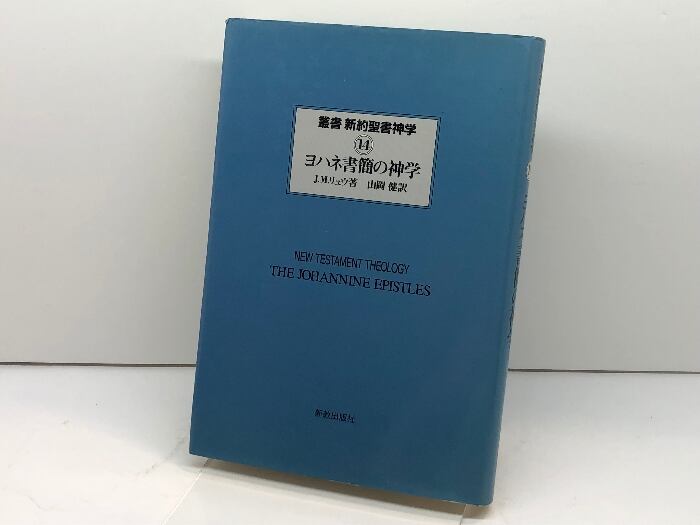 叢書 新約聖書神学
14
ヨハネ書簡の神学
J.M.リュウ著 山岡 健訳
NEW TESTAMENT THEOLOGY
THE JOHANNINE EPISTLES
新教出版社